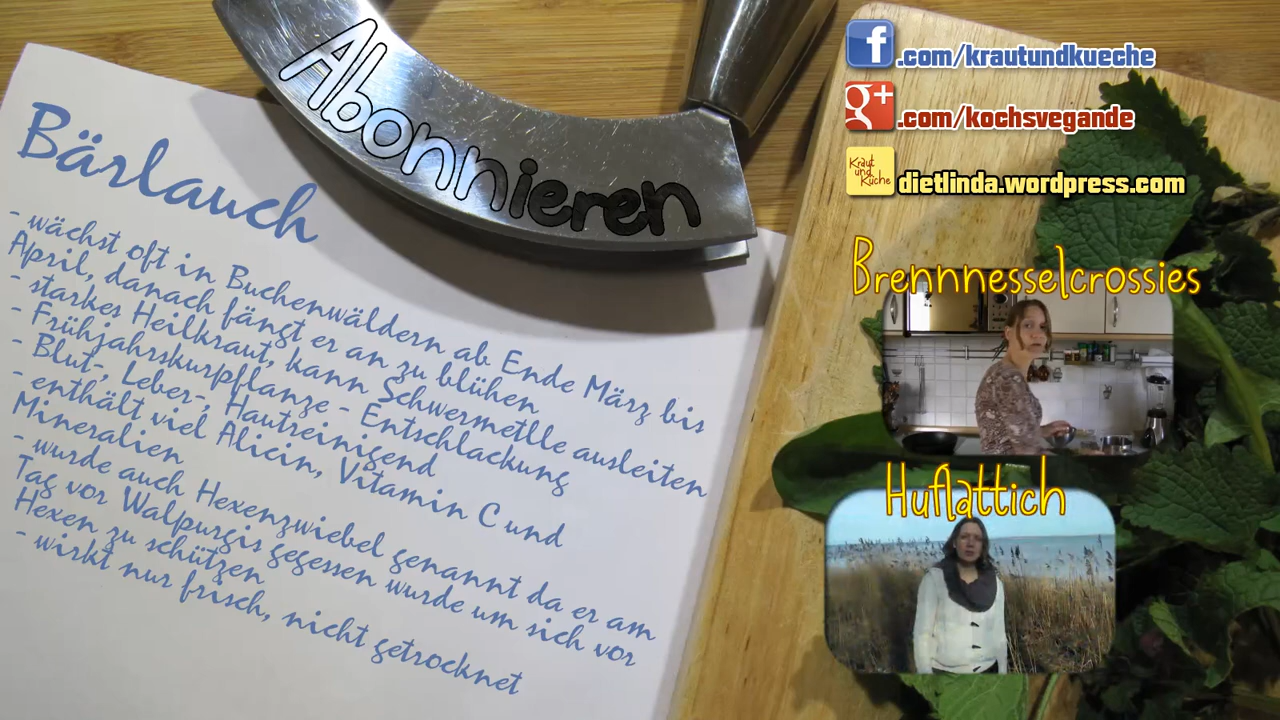 Abonnieren
Bärlauch
- wächst oft in Buchenwäldern ab Ende März bis
April, danach fängt er an zu blühen
- starkes Heilkraut, kann Schwermetlle ausleiten
- Frühjahrskurpflanze - Entschlackung
- Blut-, Leber-, Hautreinigend
- enthält viel Alicin, Vitamin C und
Mineralien
- wurde auch Hexenzwiebel genannt da er am
Tag vor Walpurgis gegessen wurde um sich vor
Hexen zu schützen
- wirkt nur frisch, nicht getrocknet
f .com/krautundkueche
g+ .com/kochsvegande
Kraut
und
Küche
dietlinda.wordpress.com
Brennnesselcrossies
Huflattich